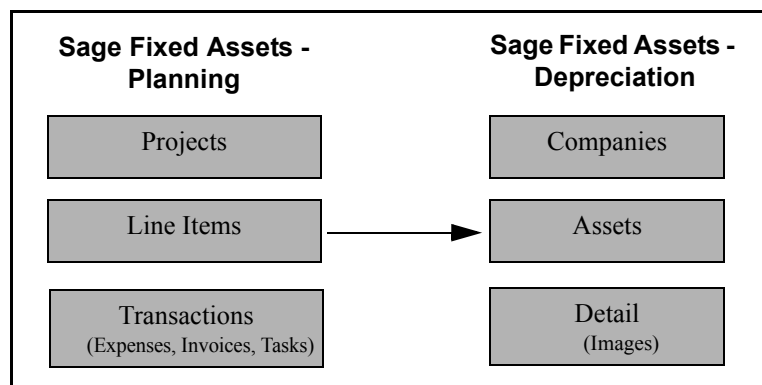 Sage Fixed Assets -
Planning
Projects
Line Items
Transactions
(Expenses, Invoices, Tasks)
Sage Fixed Assets -
Depreciation
Companies
Assets
Detail
(Images)